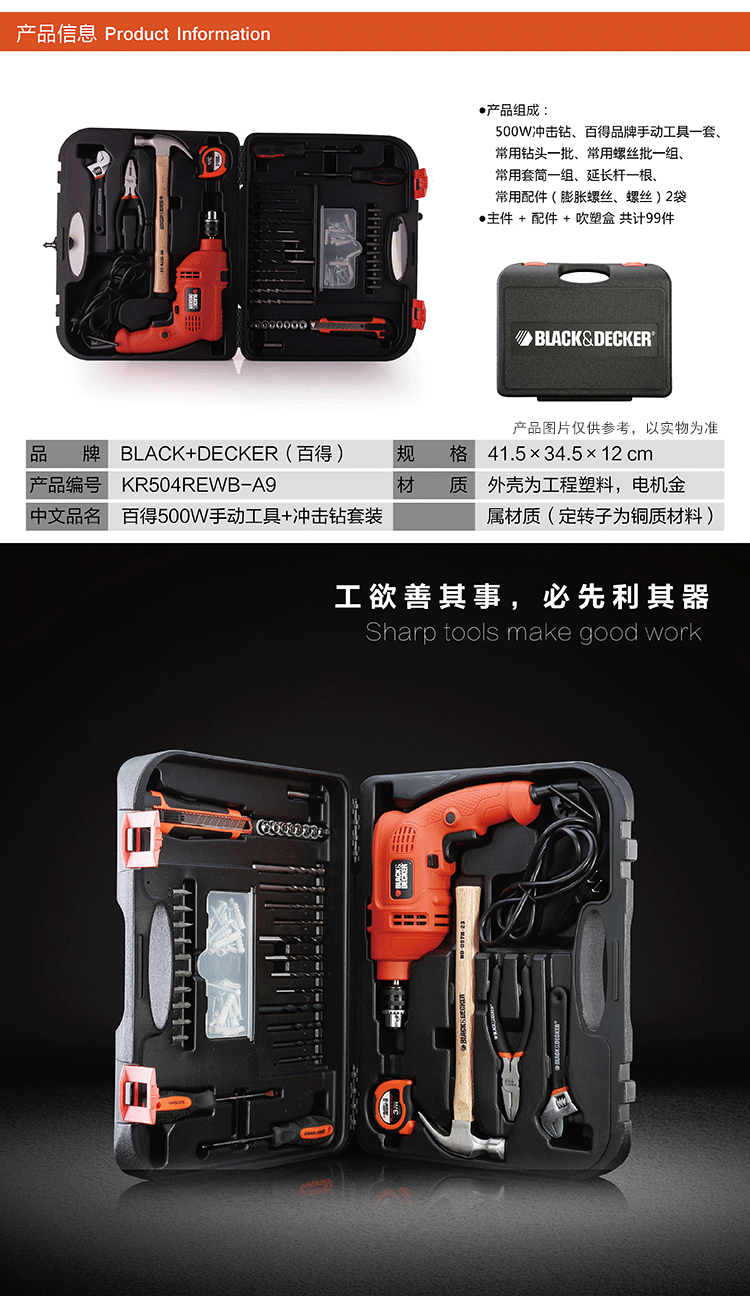 产品信息 Product Information
●产品组成：
500W冲击钻、百得品牌手动工具一套、
常用钻头一批、常用螺丝批一组、
常用套筒一组、延长杆一根、
常用配件（膨胀螺丝、螺丝）2袋
●主件 + 配件 + 吹塑盒 共计99件
BLACK&DECKER®
产品图片仅供参考，以实物为准
品 牌 BLACK+DECKER（百得） 规 格 41.5×34.5×12 cm
产品编号 KR504REWB-A9 材 质 外壳为工程塑料，电机金
中文品名 百得500W手动工具+冲击钻套装 属材质（定转子为铜质材料）
工欲善其事，必先利其器
Sharp tools make good work
BLACK&
DECKER
BLACK&DECKER
BLACK&DECKER
3m